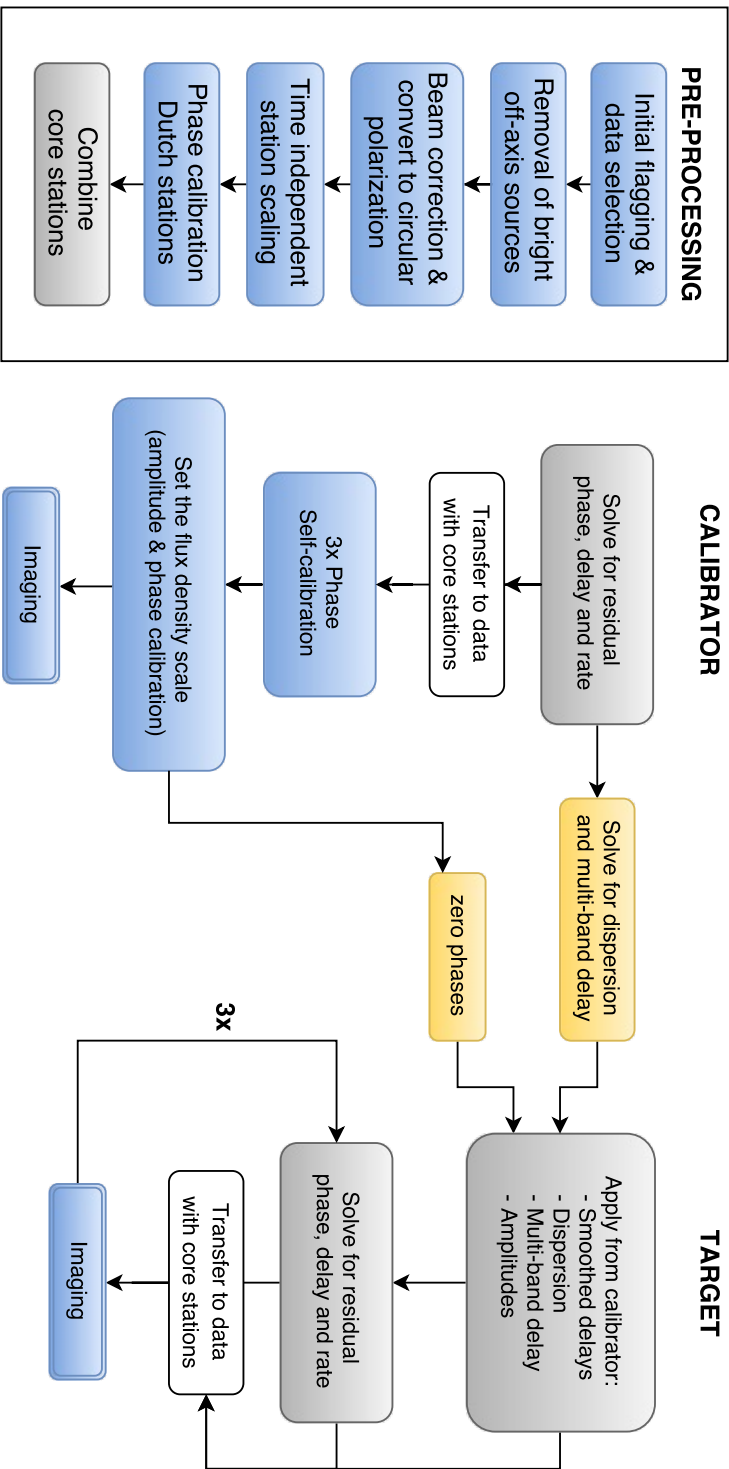 PRE-PROCESSING
Initial flagging &
data selection
Removal of bright
off-axis sources
Beam correction &
convert to circular
polarization
Time independent
station scaling
Phase calibration
Dutch stations
Combine
core stations
CALIBRATOR
Solve for residual
phase, delay and rate
Transfer to data
with core stations
3x Phase
Self-calibration
Set the flux density scale
(amplitude & phase calibration)
Imaging
Solve for dispersion
and multi-band delay
zero phases
TARGET
Apply from calibrator:
- Smoothed delays
- Dispersion
- Multi-band delay
- Amplitudes
Solve for residual
phase, delay and rate
Transfer to data
with core stations
Imaging
3x